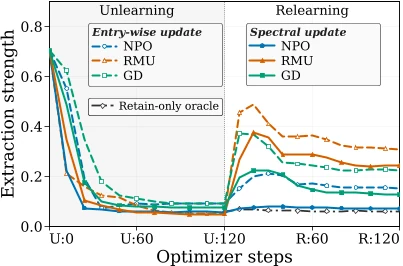 Unlearning
Relearning
Entry-wise update
NPO
RMU
GD
Spectral update
NPO
RMU
GD
Retain-only oracle
Extraction strength
0.8
0.6
0.4
0.2
0.0
U:0
U:60
U:120
R:60
R:120
Optimizer steps